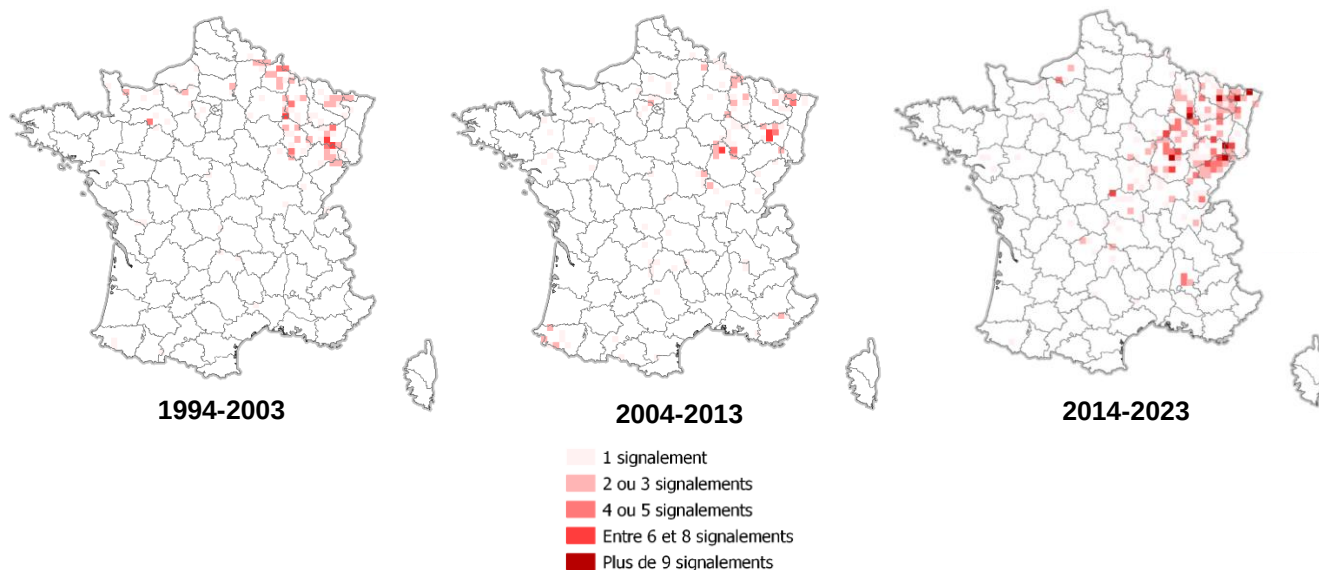 1994-2003
2004-2013
2014-2023
1 signalement
2 ou 3 signalements
4 ou 5 signalements
Entre 6 et 8 signalements
Plus de 9 signalements